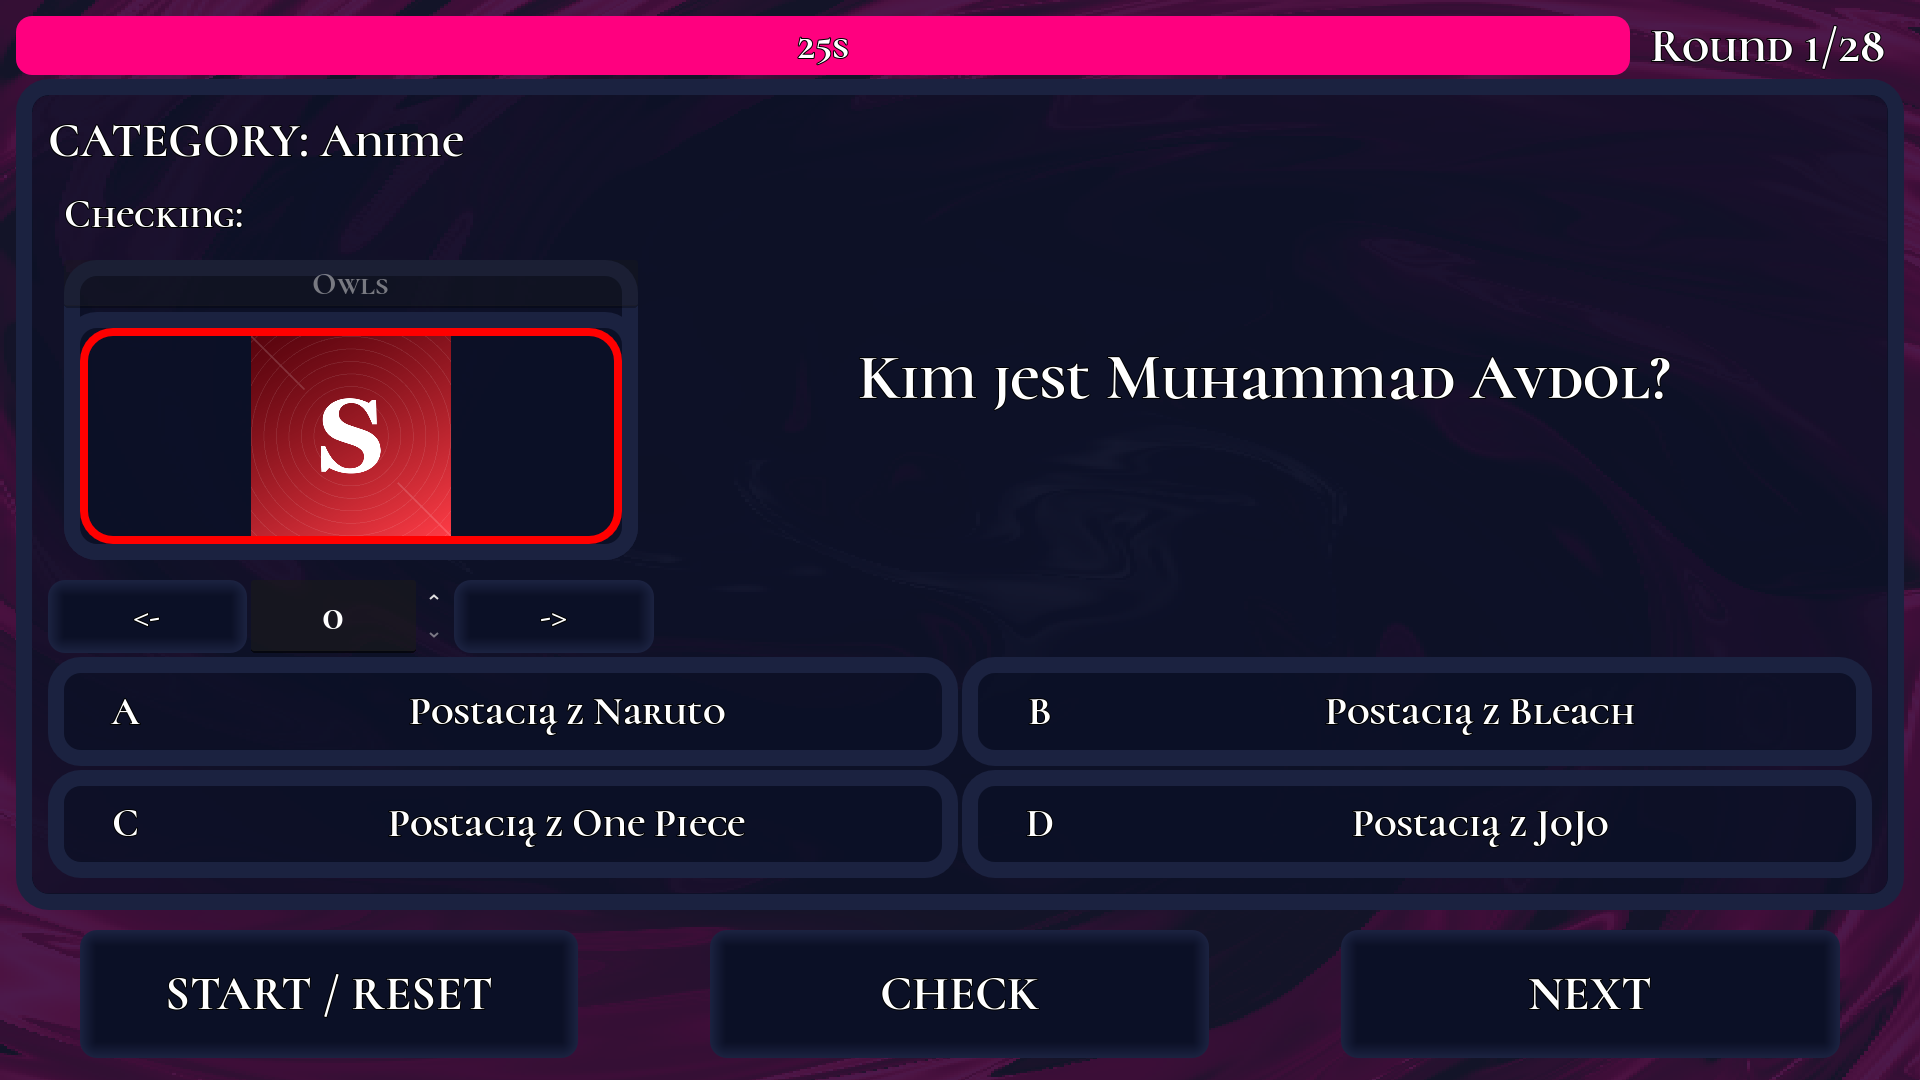 25s
Round 1/28
CATEGORY: Anime
Checking:
Owls
S
Kim jest Muhammad Avdol?
<-
0
->
A
Postacią z Naruto
B
Postacią z Bleach
C
Postacią z One Piece
D
Postacią z JoJo
START / RESET
CHECK
NEXT